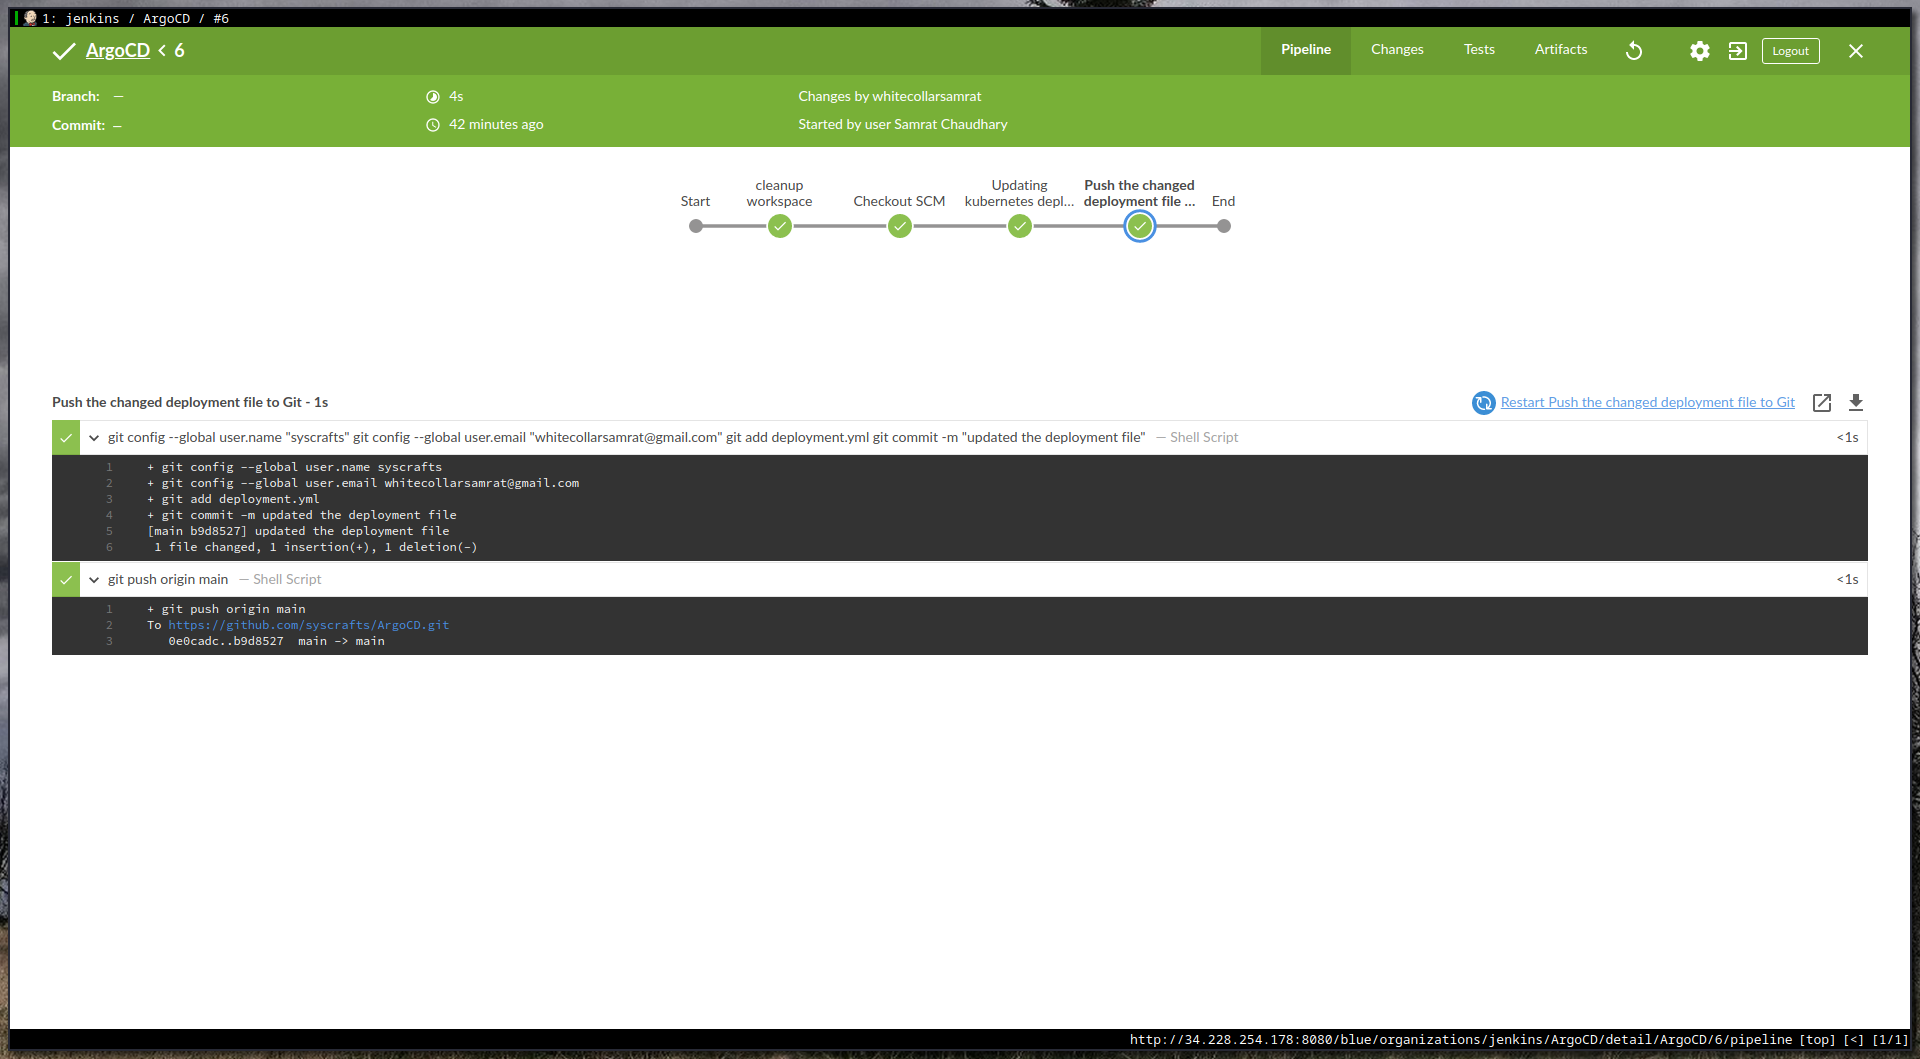 1: jenkins / ArgoCD / #6
ArgoCD < 6
Pipeline Changes Tests Artifacts Logout
Branch: —
4s
Changes by whitecollarsamrat
Commit: —
42 minutes ago
Started by user Samrat Chaudhary
Start
cleanup workspace
Checkout SCM
Updating kubernetes depl...
Push the changed deployment file ...
End
Push the changed deployment file to Git - 1s
Restart Push the changed deployment file to Git
git config --global user.name "syscrafts" git config --global user.email "whitecollarsamrat@gmail.com" git add deployment.yml git commit -m "updated the deployment file" — Shell Script <1s
1 + git config --global user.name syscrafts
2 + git config --global user.email whitecollarsamrat@gmail.com
3 + git add deployment.yml
4 + git commit -m updated the deployment file
5 [main b9d8527] updated the deployment file
6 1 file changed, 1 insertion(+), 1 deletion(-)
git push origin main — Shell Script <1s
1 + git push origin main
2 To https://github.com/syscrafts/ArgoCD.git
3 0e0cadc..b9d8527 main -> main
http://34.228.254.178:8080/blue/organizations/jenkins/ArgoCD/detail/ArgoCD/6/pipeline [top] [<] [1/1]